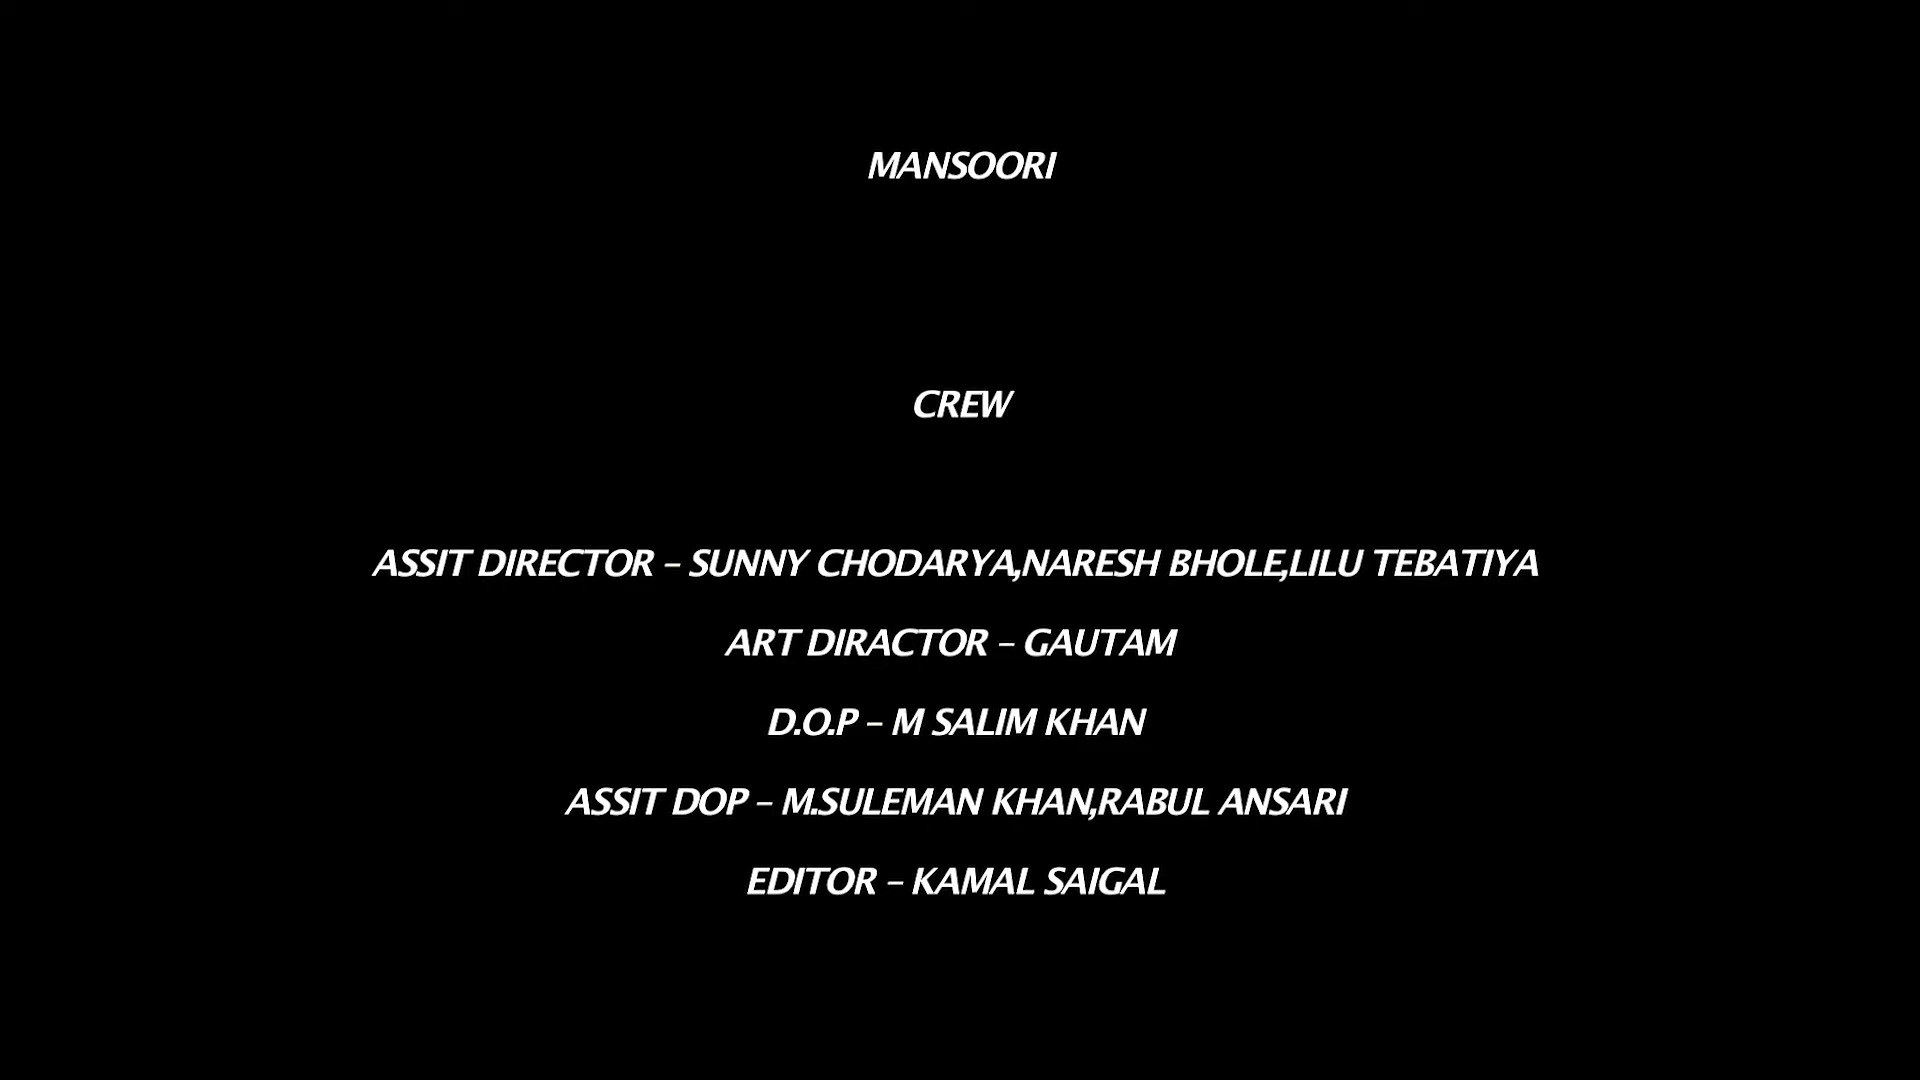 MANSOORI
CREW
ASSIT DIRECTOR - SUNNY CHODARYA,NARESH BHOLE,LILU TEBATIYA
ART DIRACTOR - GAUTAM
D.O.P - M SALIM KHAN
ASSIT DOP - M.SULEMAN KHAN,RABUL ANSARI
EDITOR - KAMAL SAIGAL